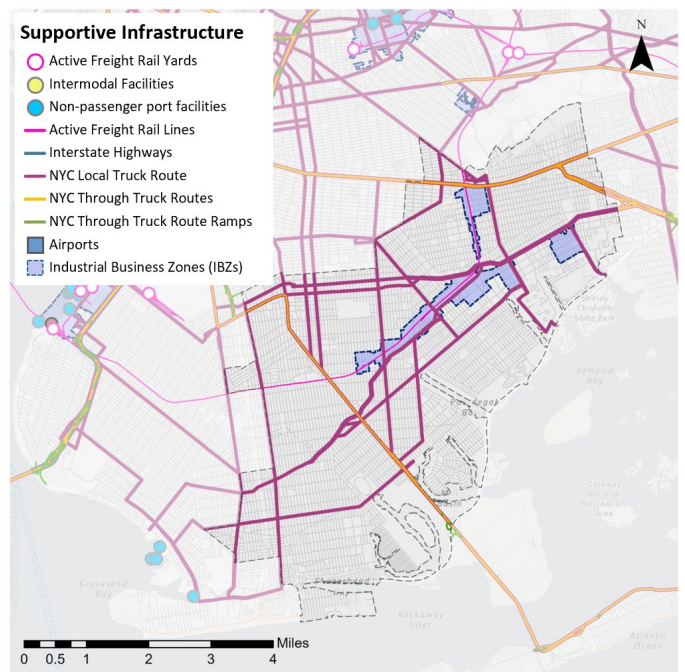 Supportive Infrastructure
Active Freight Rail Yards
Intermodal Facilities
Non-passenger port facilities
Active Freight Rail Lines
Interstate Highways
NYC Local Truck Route
NYC Through Truck Routes
NYC Through Truck Route Ramps
Airports
Industrial Business Zones (IBZs)
N
Shirley
Chisholm
State Park
Jamaica
Bay
Gateway
National
Recreation
Area
Basin
Gravesend
Bay
Rockaway
Inlet
Atlantic
Ocean
0 0.5 1 2 3 4 Miles